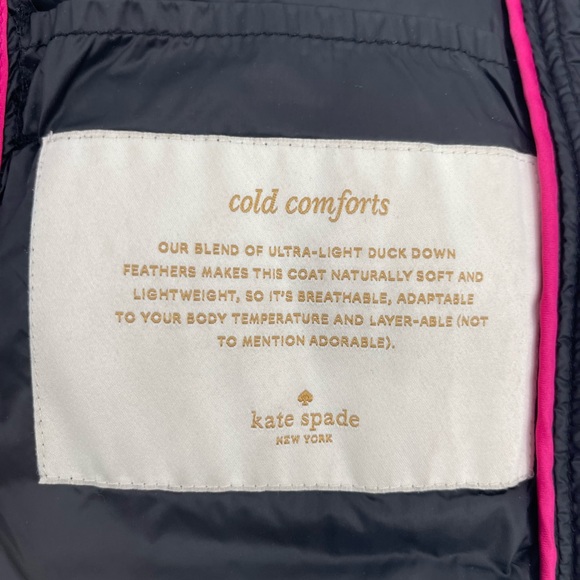 cold comforts
OUR BLEND OF ULTRA-LIGHT DUCK DOWN
FEATHERS MAKES THIS COAT NATURALLY SOFT AND
LIGHTWEIGHT, SO IT'S BREATHABLE, ADAPTABLE
TO YOUR BODY TEMPERATURE AND LAYER-ABLE (NOT
TO MENTION ADORABLE).
kate spade
NEW YORK